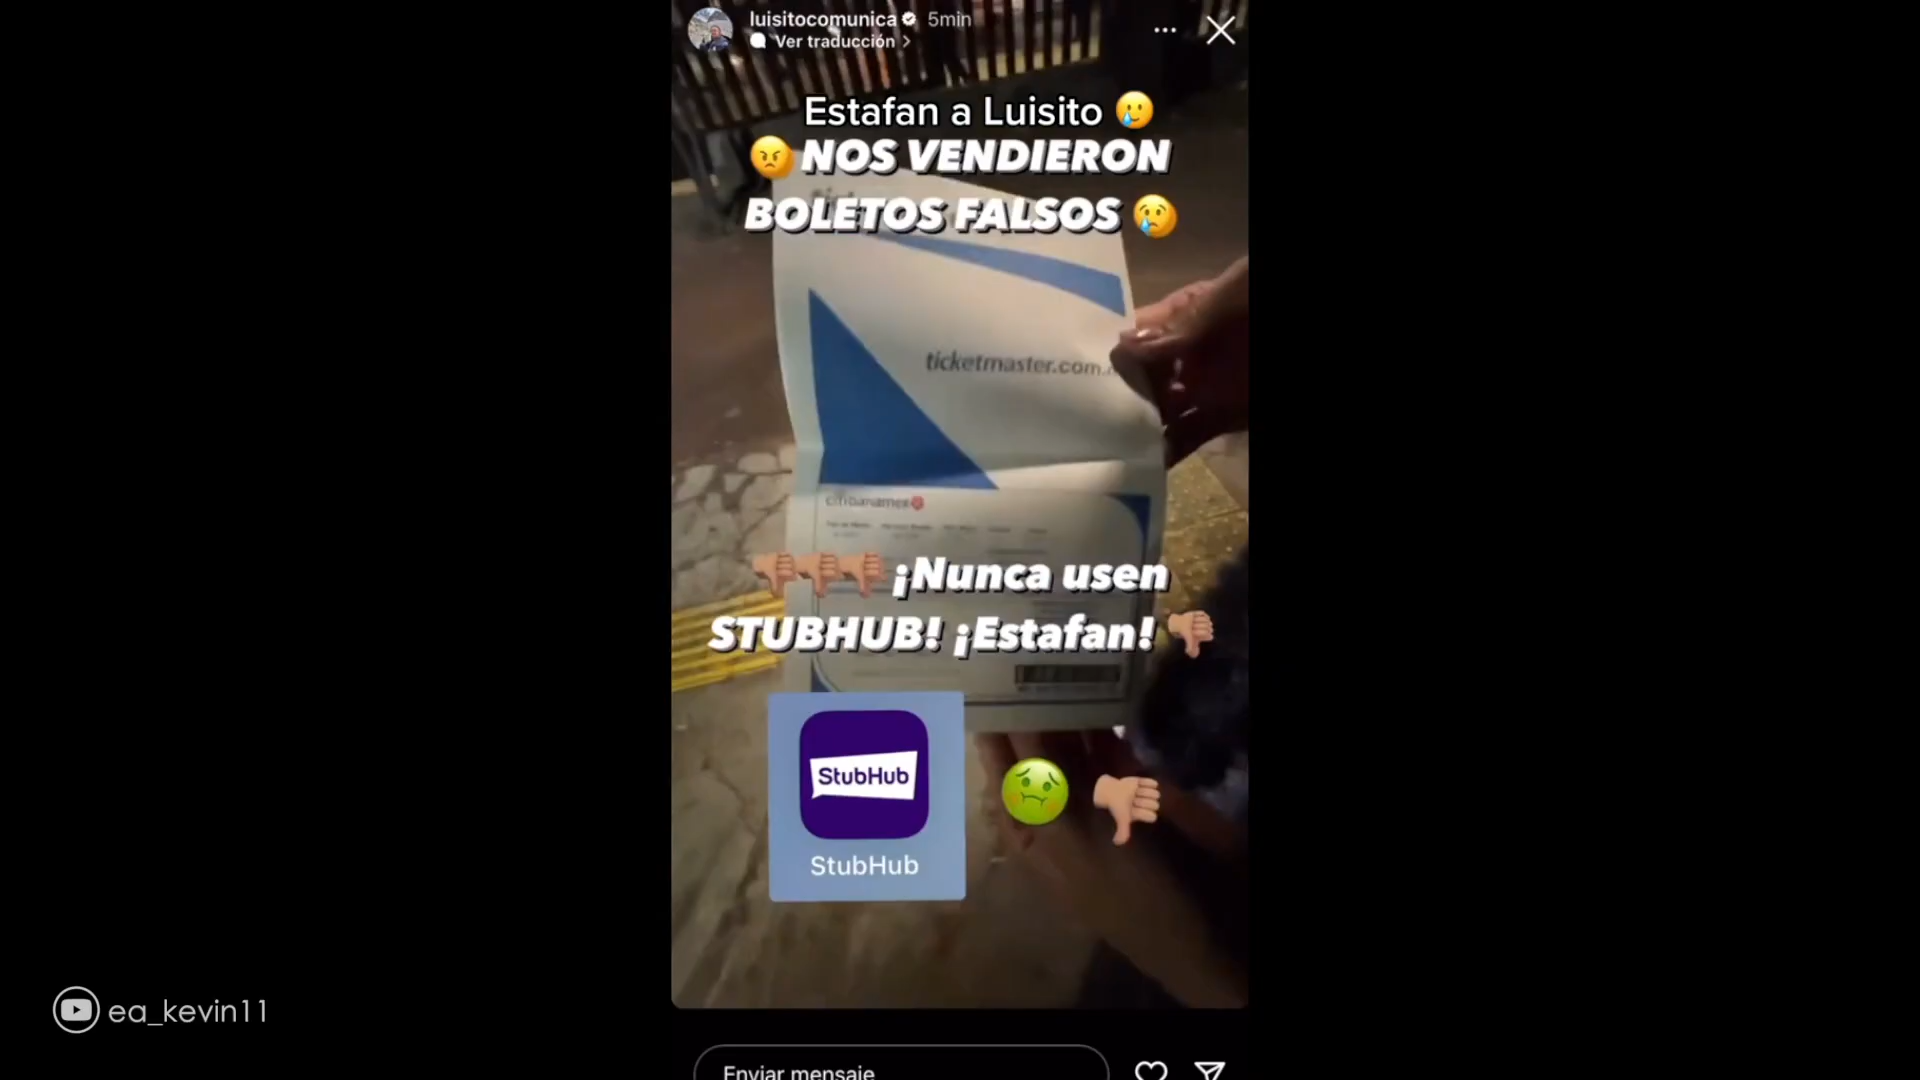 luisitocomunica 5min
Ver traducción
Estafan a Luisito 🥲
😠 NOS VENDIERON
BOLETOS FALSOS 😢
ticketmaster.com.
citibanamex
👎🏼👎🏼👎🏼 ¡Nunca usen
STUBHUB! ¡Estafan! 👎🏼
StubHub
StubHub
🤢 👎🏼
ea_kevin11
Enviar mensaje